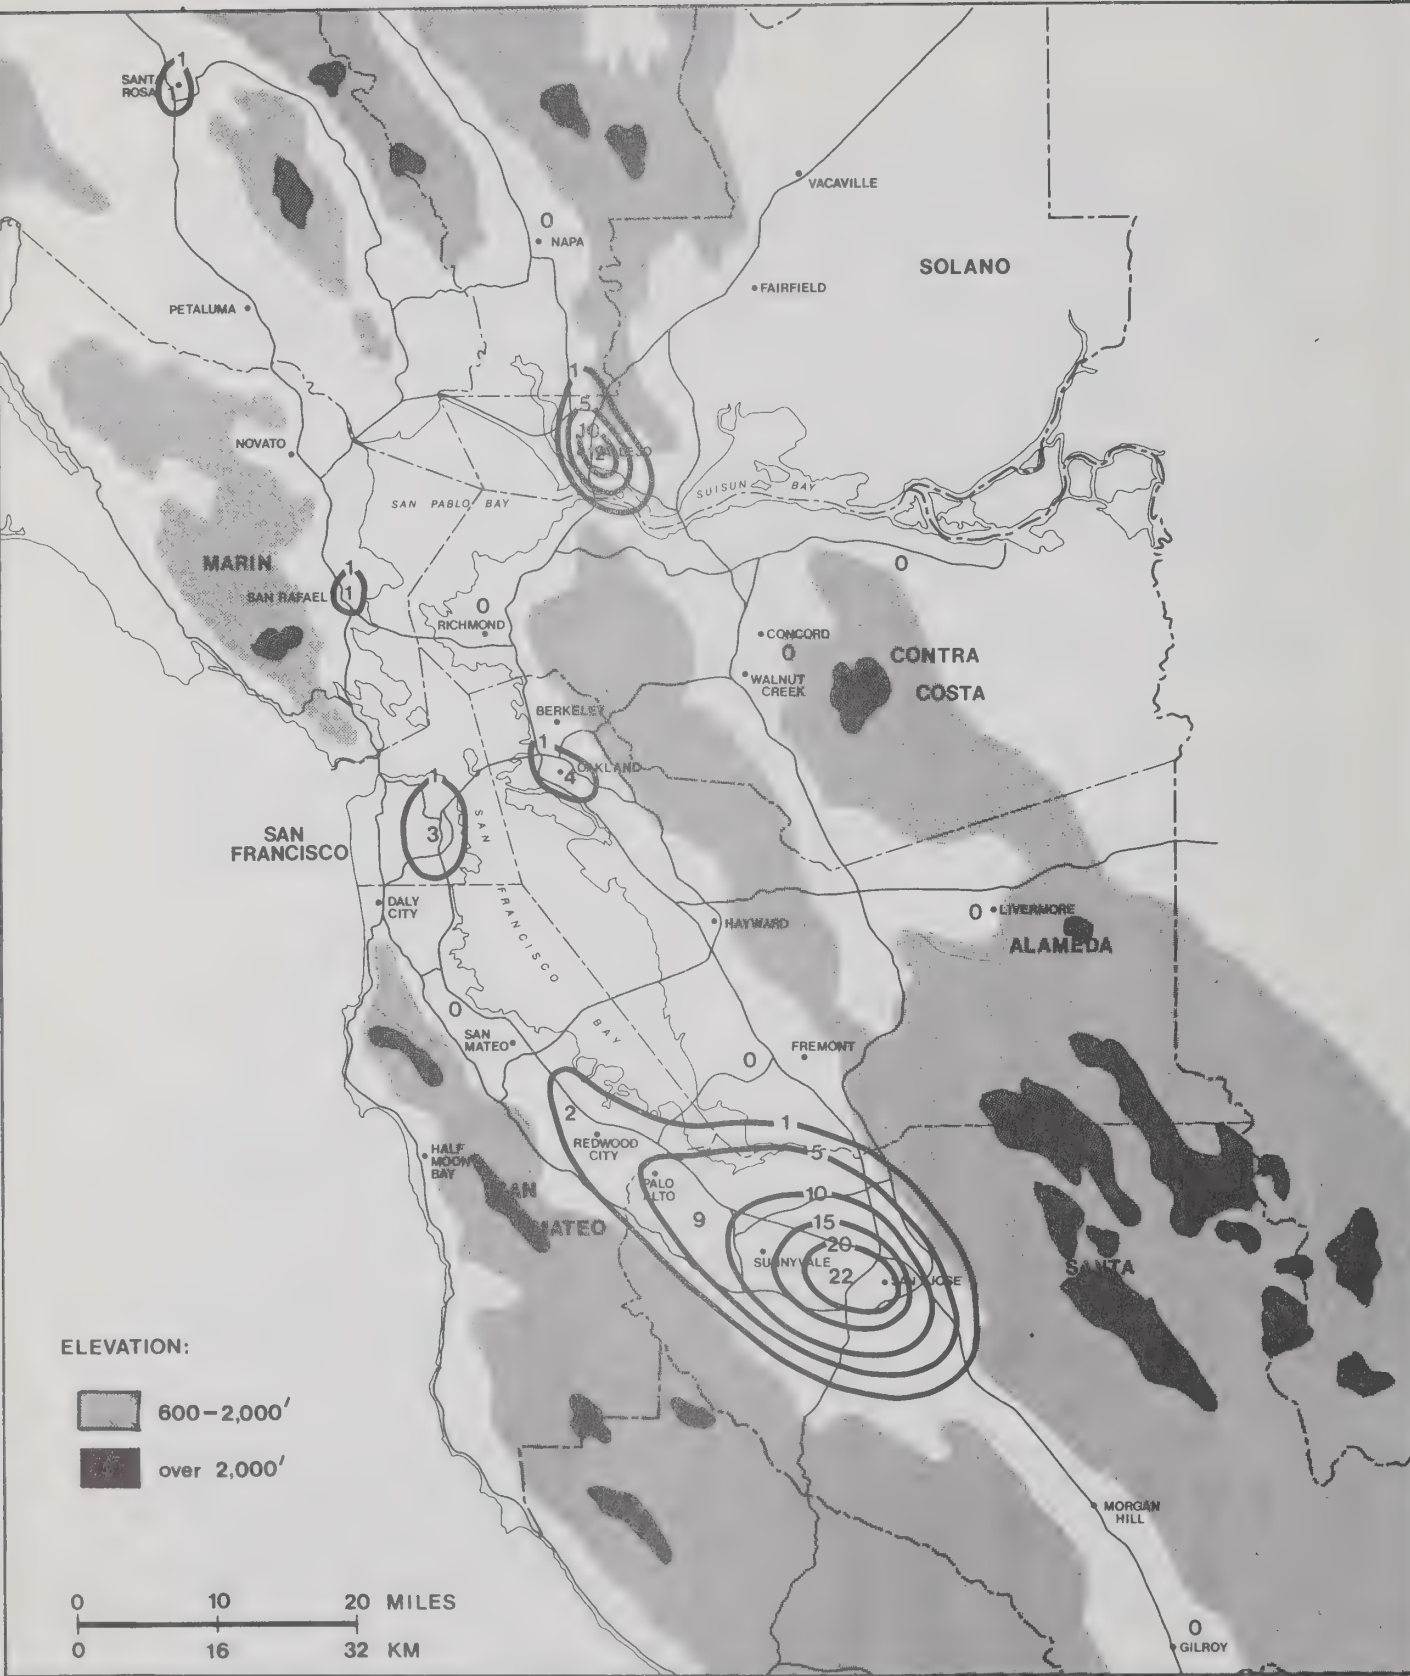 1
SANTA
ROSA
VACAVILLE
0
NAPA
SOLANO
FAIRFIELD
PETALUMA
1
5
10
NOVATO
SUISUN BAY
SAN PABLO BAY
MARIN
1
1
SAN RAFAEL
0
0
RICHMOND
CONCORD
0
CONTRA
COSTA
WALNUT
CREEK
BERKELEY
1
4
OAKLAND
1
3
SAN
FRANCISCO
SAN
FRANCISCO
BAY
DALY
CITY
HAYWARD
0
LIVERMORE
ALAMEDA
0
SAN
MATEO
0
FREMONT
2
REDWOOD
CITY
1
5
HALF
MOON
BAY
SAN
MATEO
PALO
ALTO
9
10
15
20
SUNNYVALE
22
SAN JOSE
SANTA
ELEVATION:
600-2,000'
over 2,000'
MORGAN
HILL
0 10 20 MILES
0 16 32 KM
0
GILROY